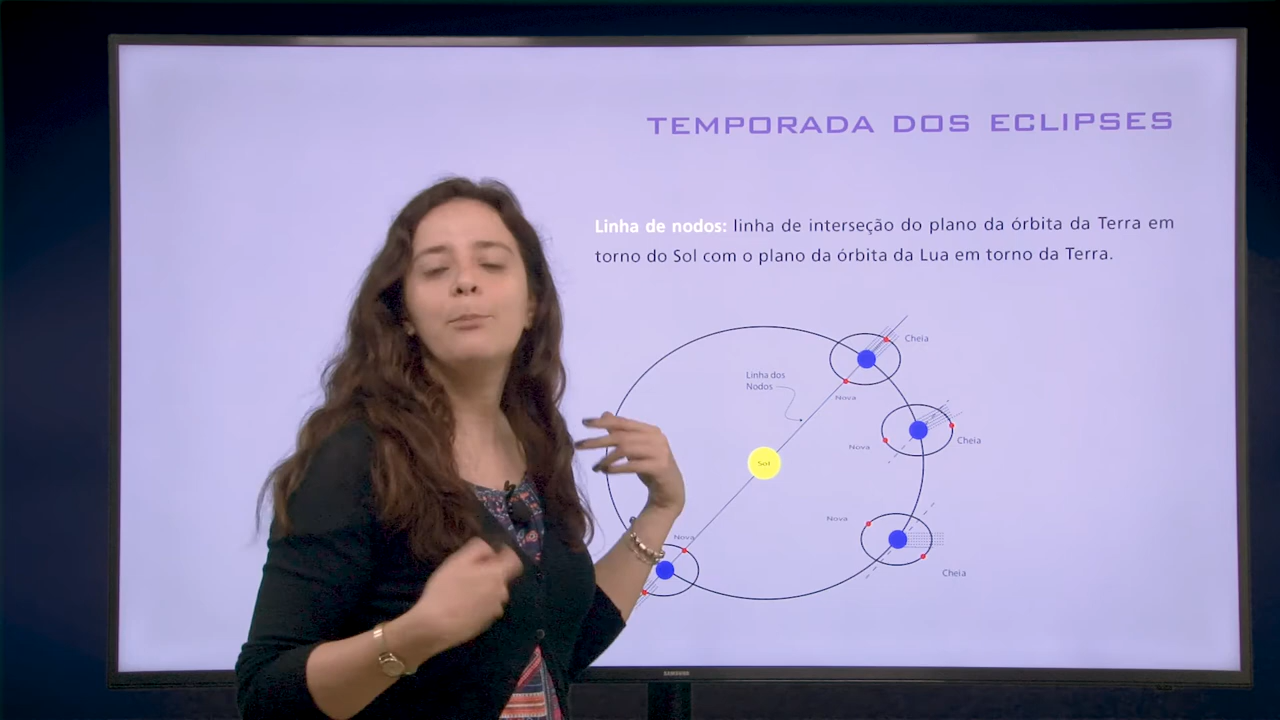 TEMPORADA DOS ECLIPSES
Linha de nodos: linha de interseção do plano da órbita da Terra em
torno do Sol com o plano da órbita da Lua em torno da Terra.
Cheia
Linha dos
Nodos
Nova
Cheia
Nova
Sol
Nova
Nova
Cheia
SAMSUNG